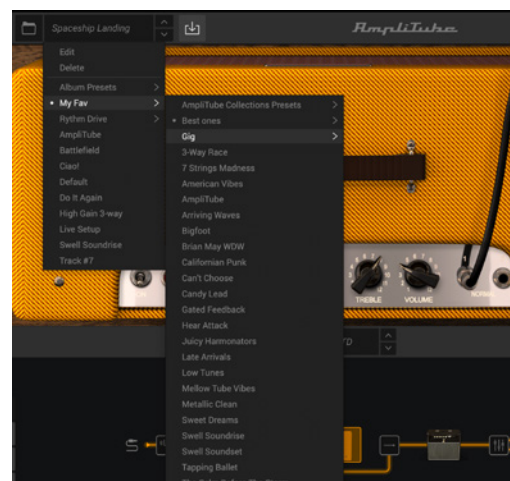 Spaceship Landing
AmpliTube
Edit
Delete
Album Presets
My Fav
Rythm Drive
AmpliTube
Battlefield
Ciao!
Default
Do It Again
High Gain 3-way
Live Setup
Swell Soundrise
Track #7
AmpliTube Collections Presets
Best ones
Gig
3-Way Race
7 Strings Madness
American Vibes
AmpliTube
Arriving Waves
Bigfoot
Brian May WDW
Californian Punk
Can't Choose
Candy Lead
Gated Feedback
Hear Attack
Juicy Harmonators
Late Arrivals
Low Tunes
Mellow Tube Vibes
Metallic Clean
Sweet Dreams
Swell Soundrise
Swell Soundset
Tapping Ballet
TREBLE
VOLUME
NORMAL
1